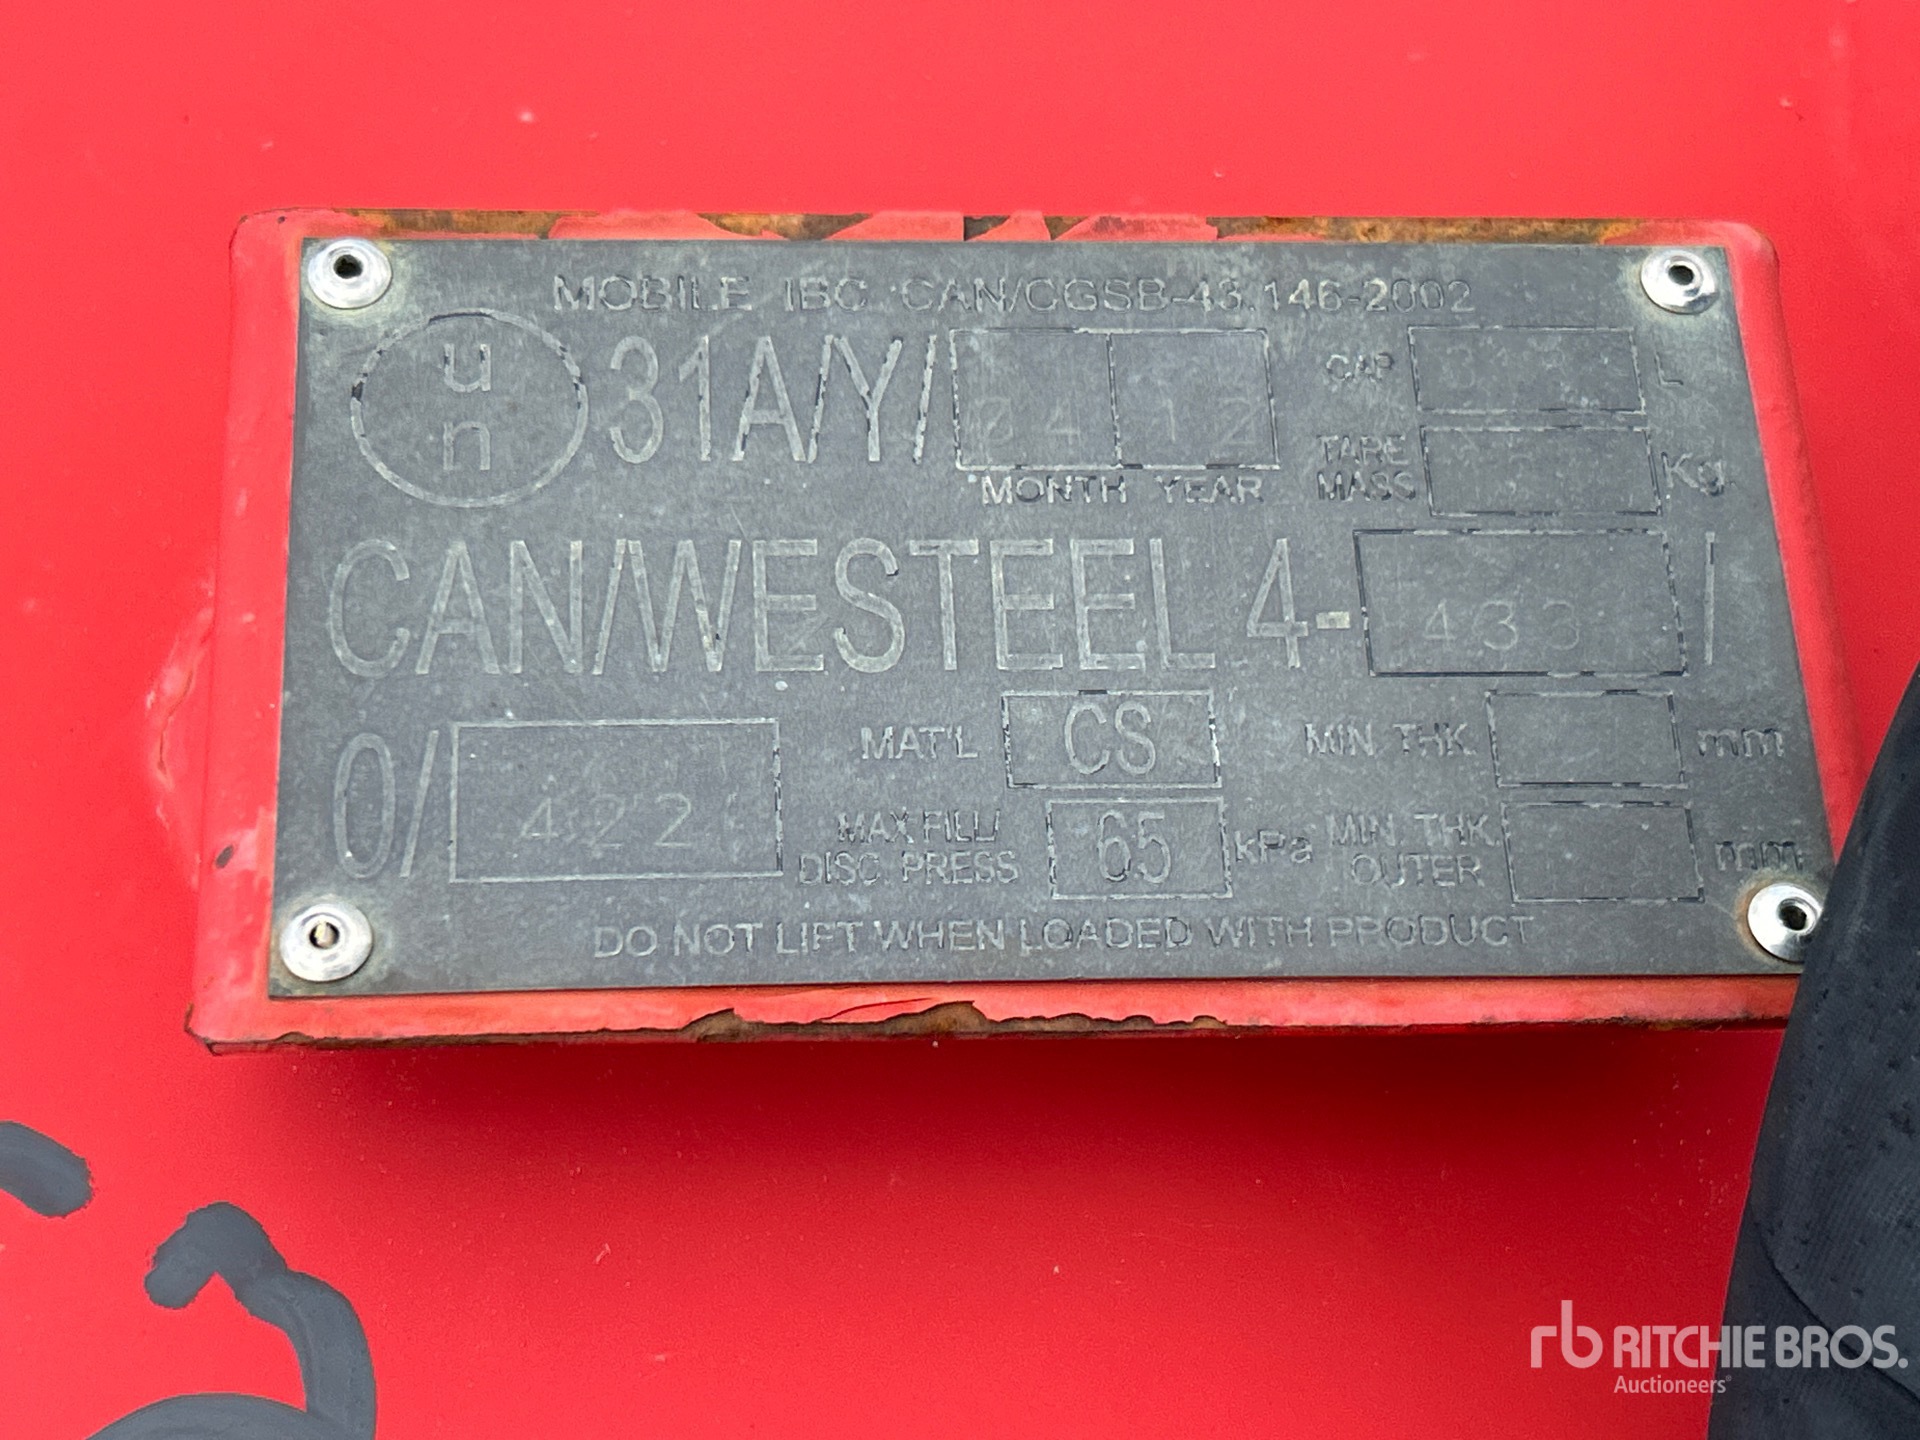 MOBILE IBC CAN/CGSB-43.146-2002
un 31A/Y/ 04 12 CAP L
MONTH YEAR TARE MASS Kg
CAN/WESTEEL 4- 433 /
0/ 422 MAT'L CS MIN. THK. mm
MAX FILL/ DISC. PRESS 65 kPa MIN. THK. OUTER mm
DO NOT LIFT WHEN LOADED WITH PRODUCT
rb RITCHIE BROS.
Auctioneers